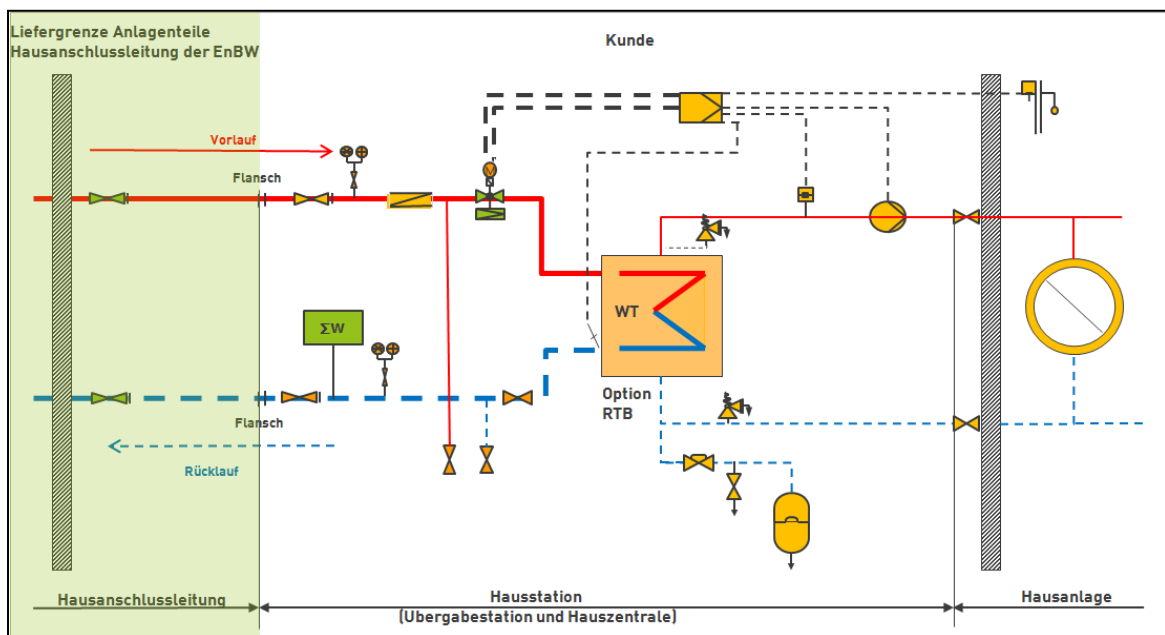 Liefergrenze Anlagenteile
Hausanschlussleitung der EnBW
Kunde
Vorlauf
Flansch
M
ΣW
WT
Option
RTB
Flansch
Rücklauf
Hausanschlussleitung
Hausstation
(Übergabestation und Hauszentrale)
Hausanlage